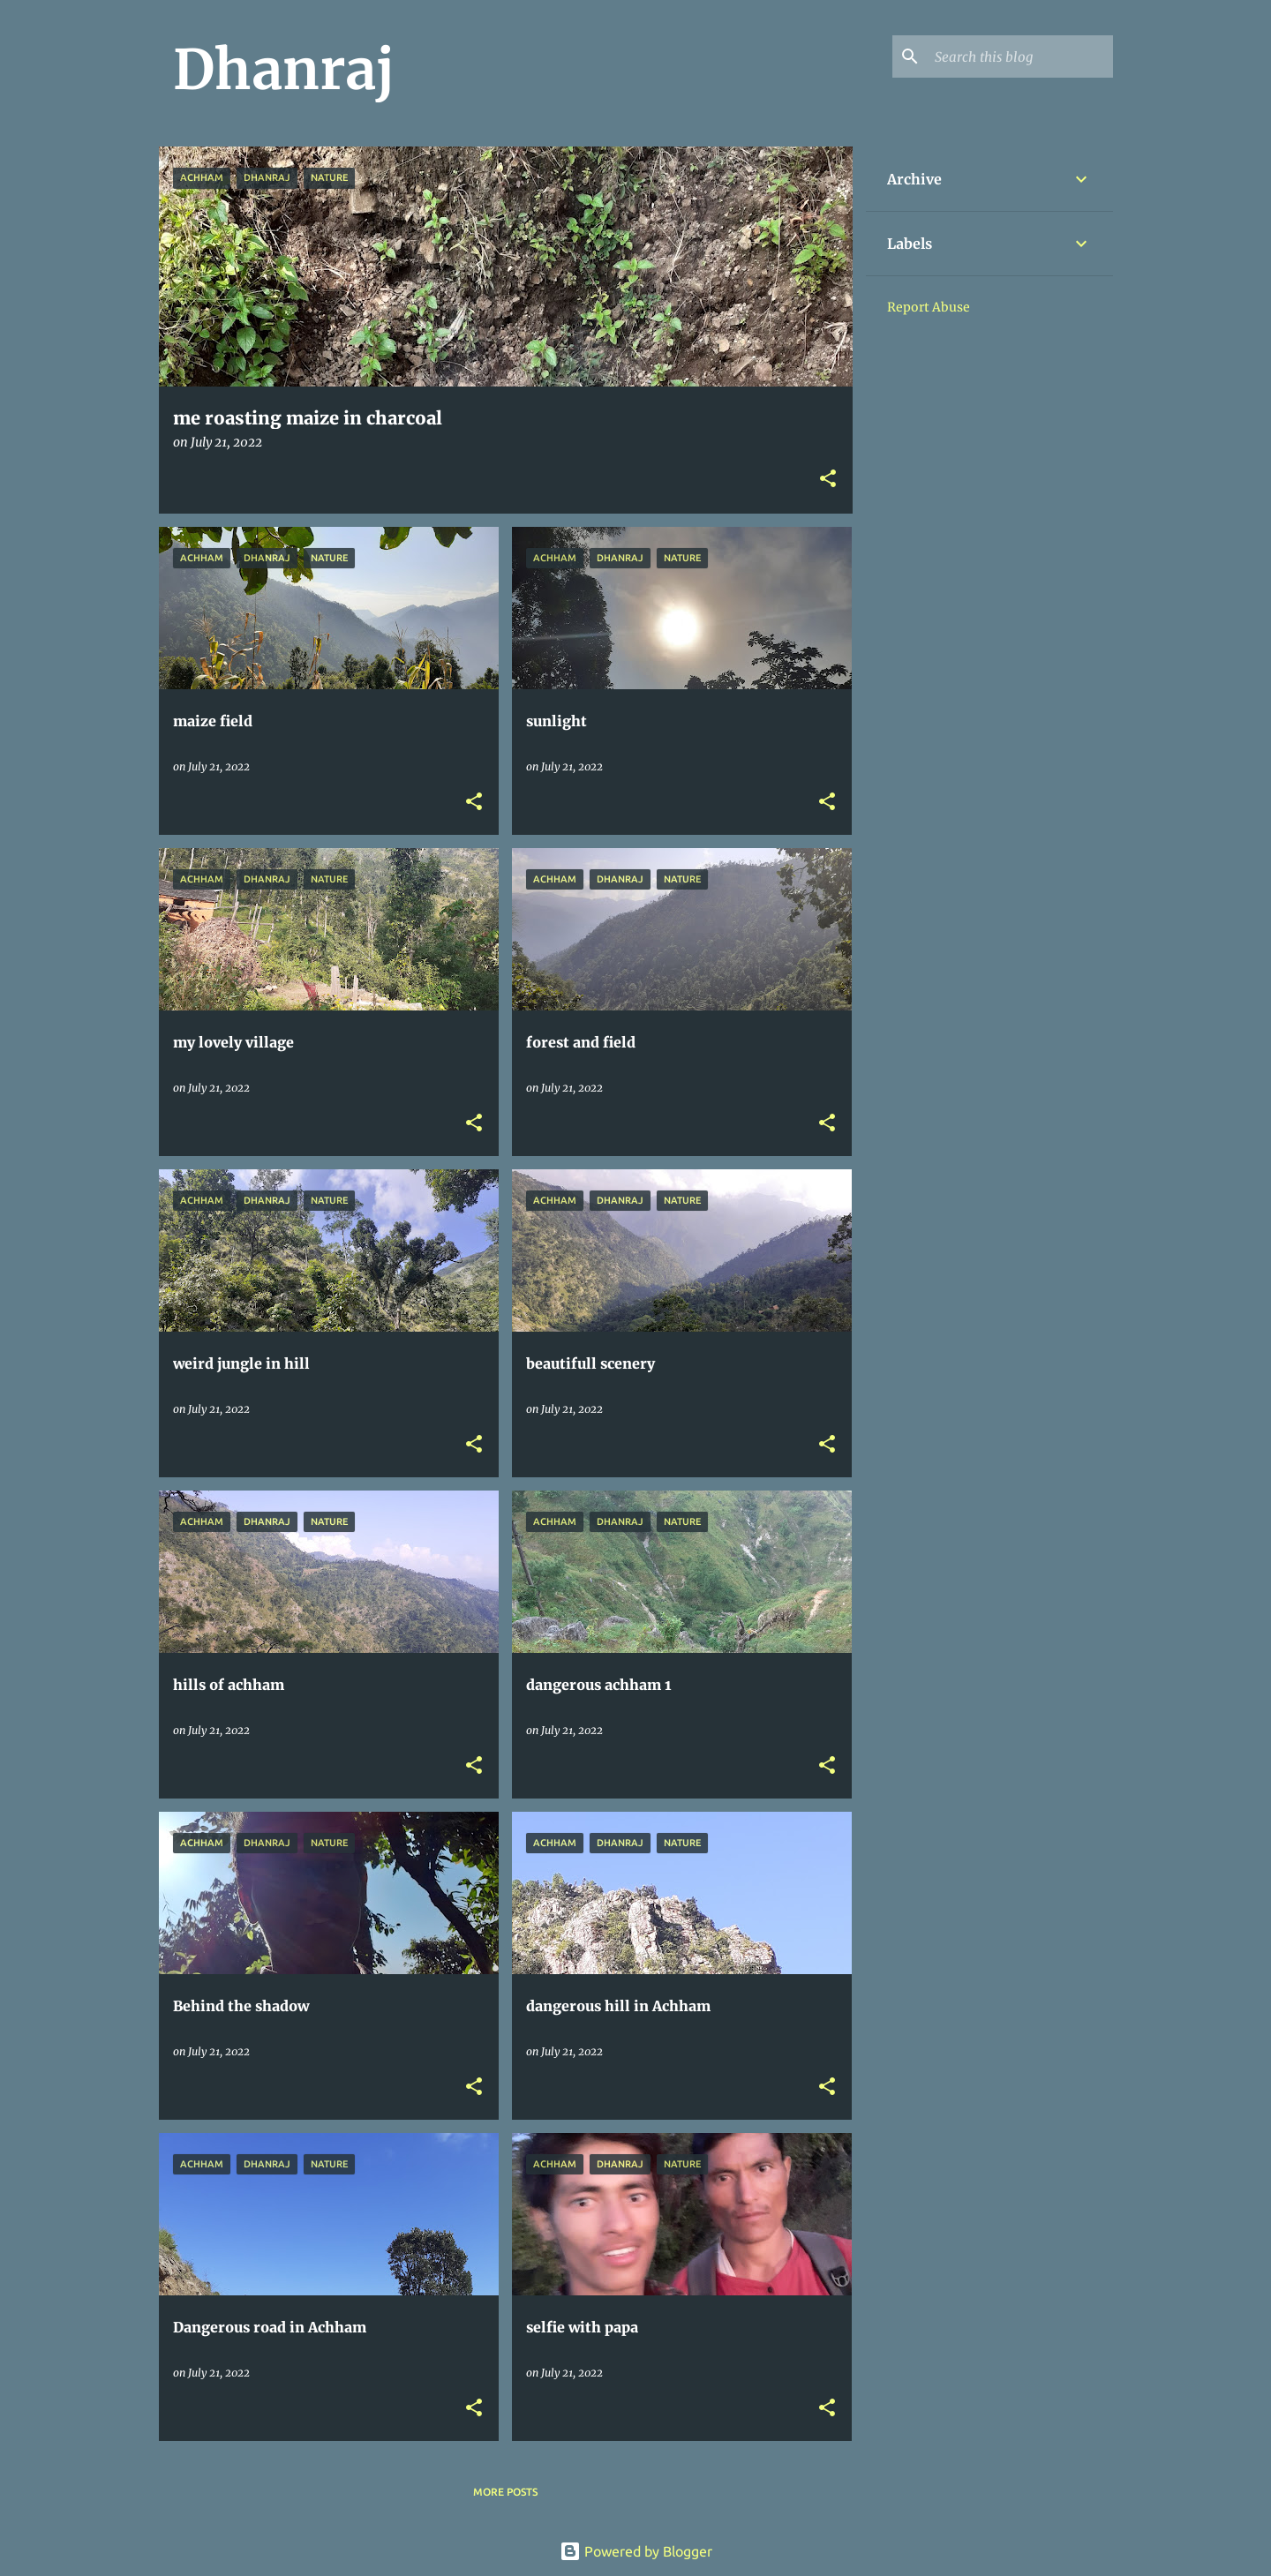 Dhanraj
Search this blog
ACHHAM DHANRAJ NATURE
me roasting maize in charcoal
on July 21, 2022
Archive
Labels
Report Abuse
ACHHAM DHANRAJ NATURE
maize field
on July 21, 2022
ACHHAM DHANRAJ NATURE
sunlight
on July 21, 2022
ACHHAM DHANRAJ NATURE
my lovely village
on July 21, 2022
ACHHAM DHANRAJ NATURE
forest and field
on July 21, 2022
ACHHAM DHANRAJ NATURE
weird jungle in hill
on July 21, 2022
ACHHAM DHANRAJ NATURE
beautifull scenery
on July 21, 2022
ACHHAM DHANRAJ NATURE
hills of achham
on July 21, 2022
ACHHAM DHANRAJ NATURE
dangerous achham 1
on July 21, 2022
ACHHAM DHANRAJ NATURE
Behind the shadow
on July 21, 2022
ACHHAM DHANRAJ NATURE
dangerous hill in Achham
on July 21, 2022
ACHHAM DHANRAJ NATURE
Dangerous road in Achham
on July 21, 2022
ACHHAM DHANRAJ NATURE
selfie with papa
on July 21, 2022
MORE POSTS
Powered by Blogger